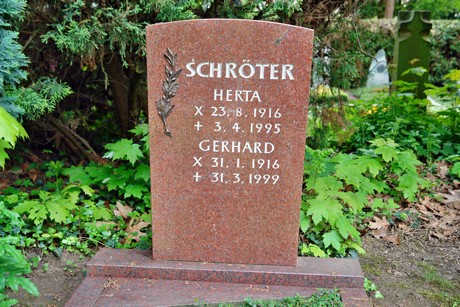 SCHRÖTER
HERTA
X 23. 8. 1916
+ 3. 4. 1995
GERHARD
X 31. 1. 1916
+ 31. 3. 1999